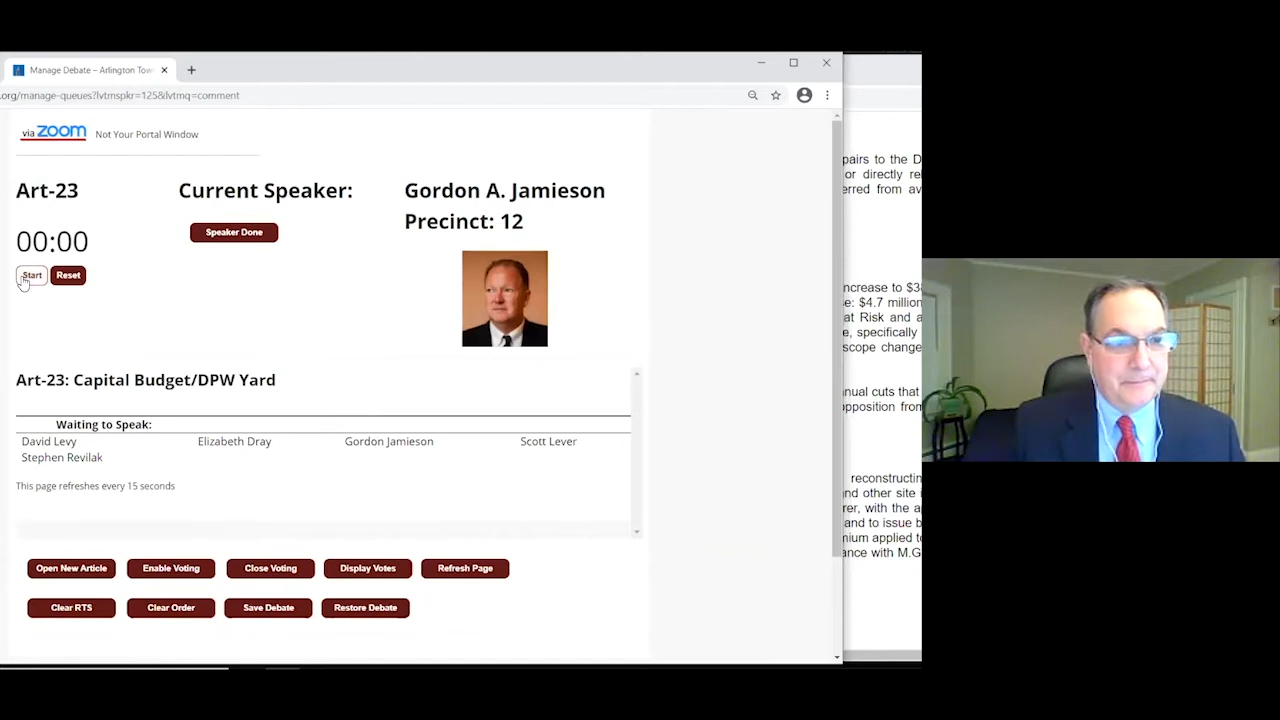 Manage Debate – Arlington Tow
.org/manage-queues?lvtmspkr=125&lvtmq=comment
via zoom Not Your Portal Window
Art-23 Current Speaker: Gordon A. Jamieson
Precinct: 12
00:00 Speaker Done
Start Reset
Art-23: Capital Budget/DPW Yard
Waiting to Speak:
David Levy Elizabeth Dray Gordon Jamieson Scott Lever
Stephen Revilak
This page refreshes every 15 seconds
Open New Article Enable Voting Close Voting Display Votes Refresh Page
Clear RTS Clear Order Save Debate Restore Debate
pairs to the D
or directly re
erred from av
increase to $3
e: $4.7 million
at Risk and a
e, specifically
scope change
nnual cuts that
opposition from
reconstructin
nd other site i
rer, with the a
and to issue b
mium applied to
ance with M.G